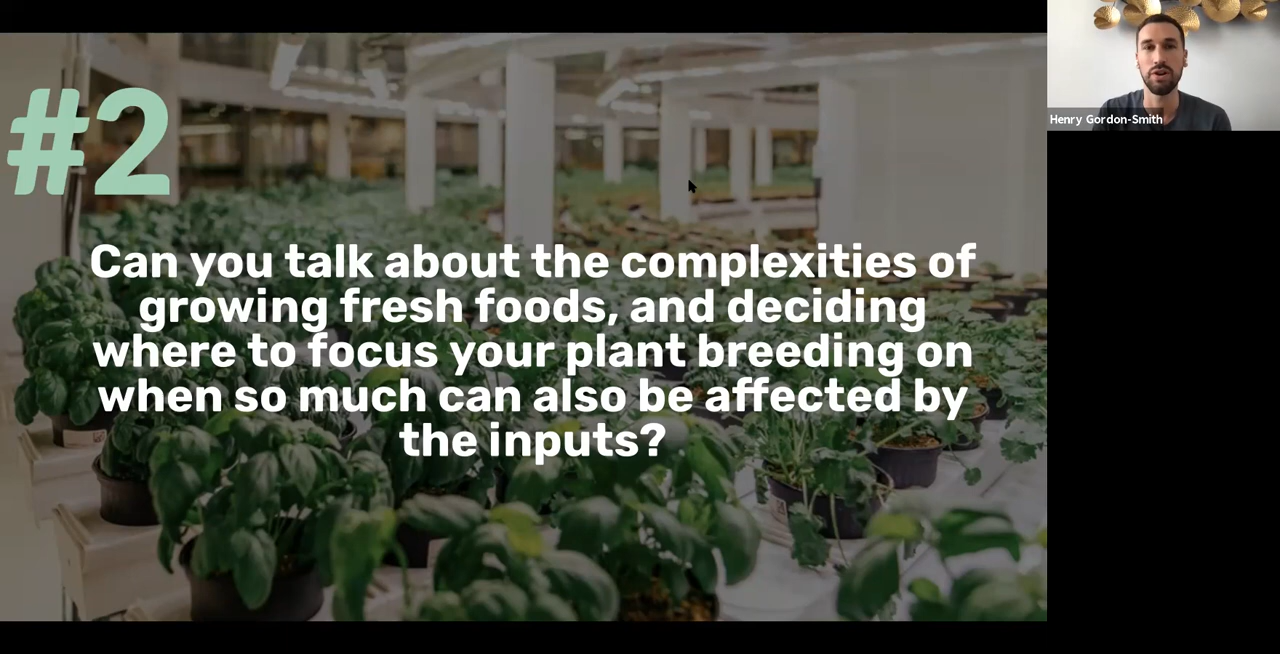 #2
Can you talk about the complexities of
growing fresh foods, and deciding
where to focus your plant breeding on
when so much can also be affected by
the inputs?
Henry Gordon-Smith